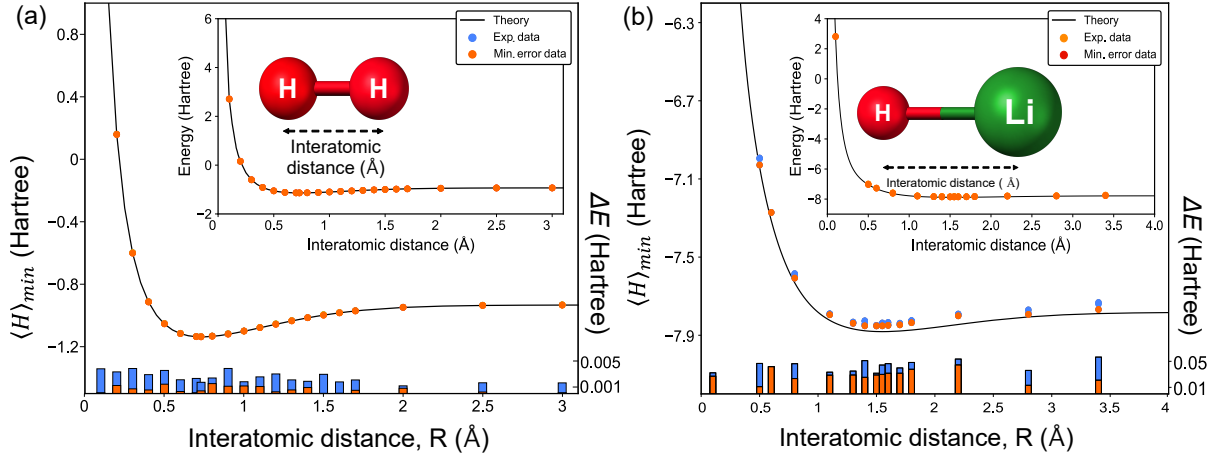 (a)
0.8
0.4
0
−0.4
−0.8
−1.2
⟨H⟩min (Hartree)
0
0.5
1
1.5
2
2.5
3
Interatomic distance, R (Å)
0.005
0.001
ΔE (Hartree)
Theory
Exp. data
Min. error data
6
4
2
0
−2
Energy (Hartree)
0
0.5
1.0
1.5
2.0
2.5
3.0
Interatomic distance (Å)
H H
Interatomic
distance (Å)
(b)
−6.3
−6.7
−7.1
−7.5
−7.9
⟨H⟩min (Hartree)
0
0.5
1
1.5
2
2.5
3
3.5
4
Interatomic distance, R (Å)
0.05
0.01
ΔE (Hartree)
Theory
Exp. data
Min. error data
4
2
0
−2
−4
−6
−8
Energy (Hartree)
0
0.5
1.0
1.5
2.0
2.5
3.0
3.5
4.0
Interatomic distance (Å)
H Li
Interatomic distance ( Å)